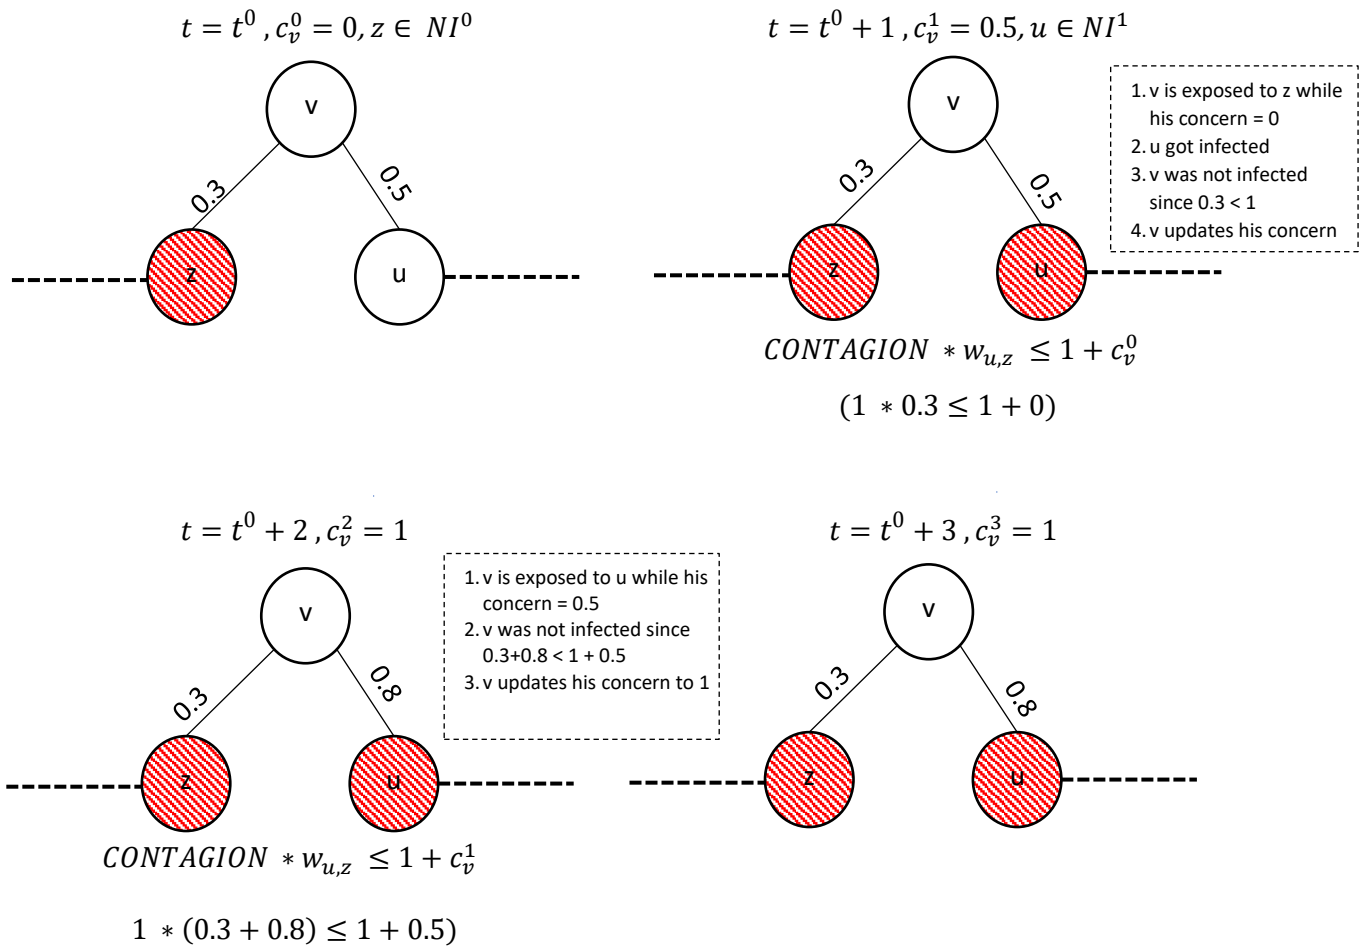 t = t⁰ , c_v⁰ = 0, z ∈ NI⁰
v
0.3
0.5
z
u
t = t⁰ + 1 , c_v¹ = 0.5, u ∈ NI¹
v
0.3
0.5
z
u
1. v is exposed to z while
his concern = 0
2. u got infected
3. v was not infected
since 0.3 < 1
4. v updates his concern
CONTAGION * w_{u,z} ≤ 1 + c_v⁰
(1 * 0.3 ≤ 1 + 0)
t = t⁰ + 2 , c_v² = 1
v
0.3
0.8
z
u
1. v is exposed to u while his
concern = 0.5
2. v was not infected since
0.3+0.8 < 1 + 0.5
3. v updates his concern to 1
CONTAGION * w_{u,z} ≤ 1 + c_v¹
1 * (0.3 + 0.8) ≤ 1 + 0.5)
t = t⁰ + 3 , c_v³ = 1
v
0.3
0.8
z
u